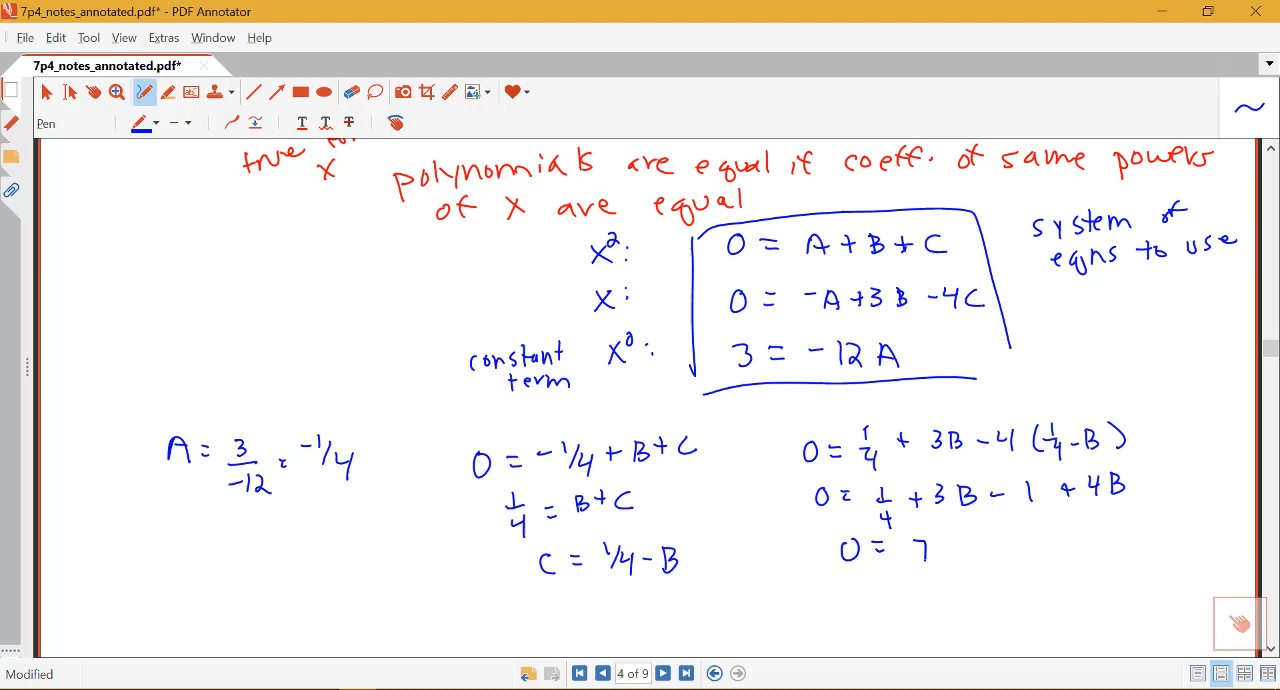 7p4_notes_annotated.pdf* - PDF Annotator
File Edit Tool View Extras Window Help
7p4_notes_annotated.pdf*
Pen
true for
x
polynomials are equal if coeff. of same powers
of x are equal
x²: 0 = A + B + C
x: 0 = -A + 3B - 4C
constant term x⁰: 3 = -12A
system of
eqns to use
A = 3/-12 = -1/4
0 = -1/4 + B + C
1/4 = B + C
C = 1/4 - B
0 = 1/4 + 3B - 4(1/4 - B)
0 = 1/4 + 3B - 1 + 4B
0 = 7
Modified
4 of 9